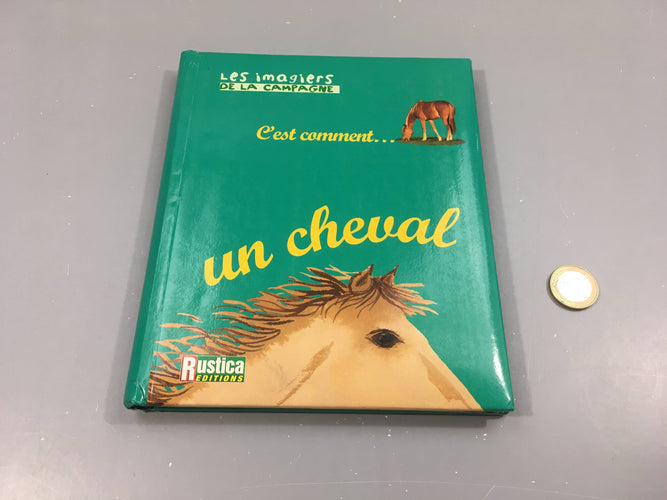 Les imagiers
DE LA CAMPAGNE
C'est comment...
un cheval
Rustica
EDITIONS